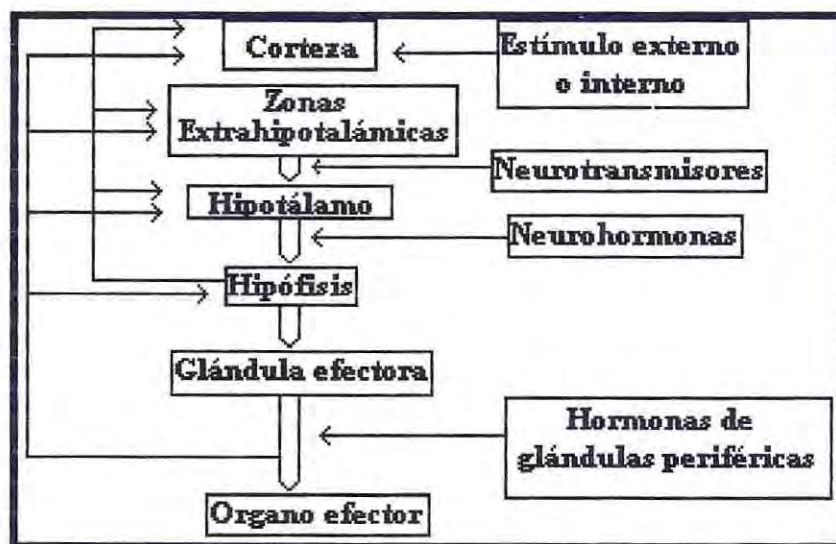 Corteza
Estímulo externo
o interno
Zonas
Extrahipotalámicas
Neurotransmisores
Hipotálamo
Neurohormonas
Hipófisis
Glándula efectora
Hormonas de
glándulas periféricas
Organo efector